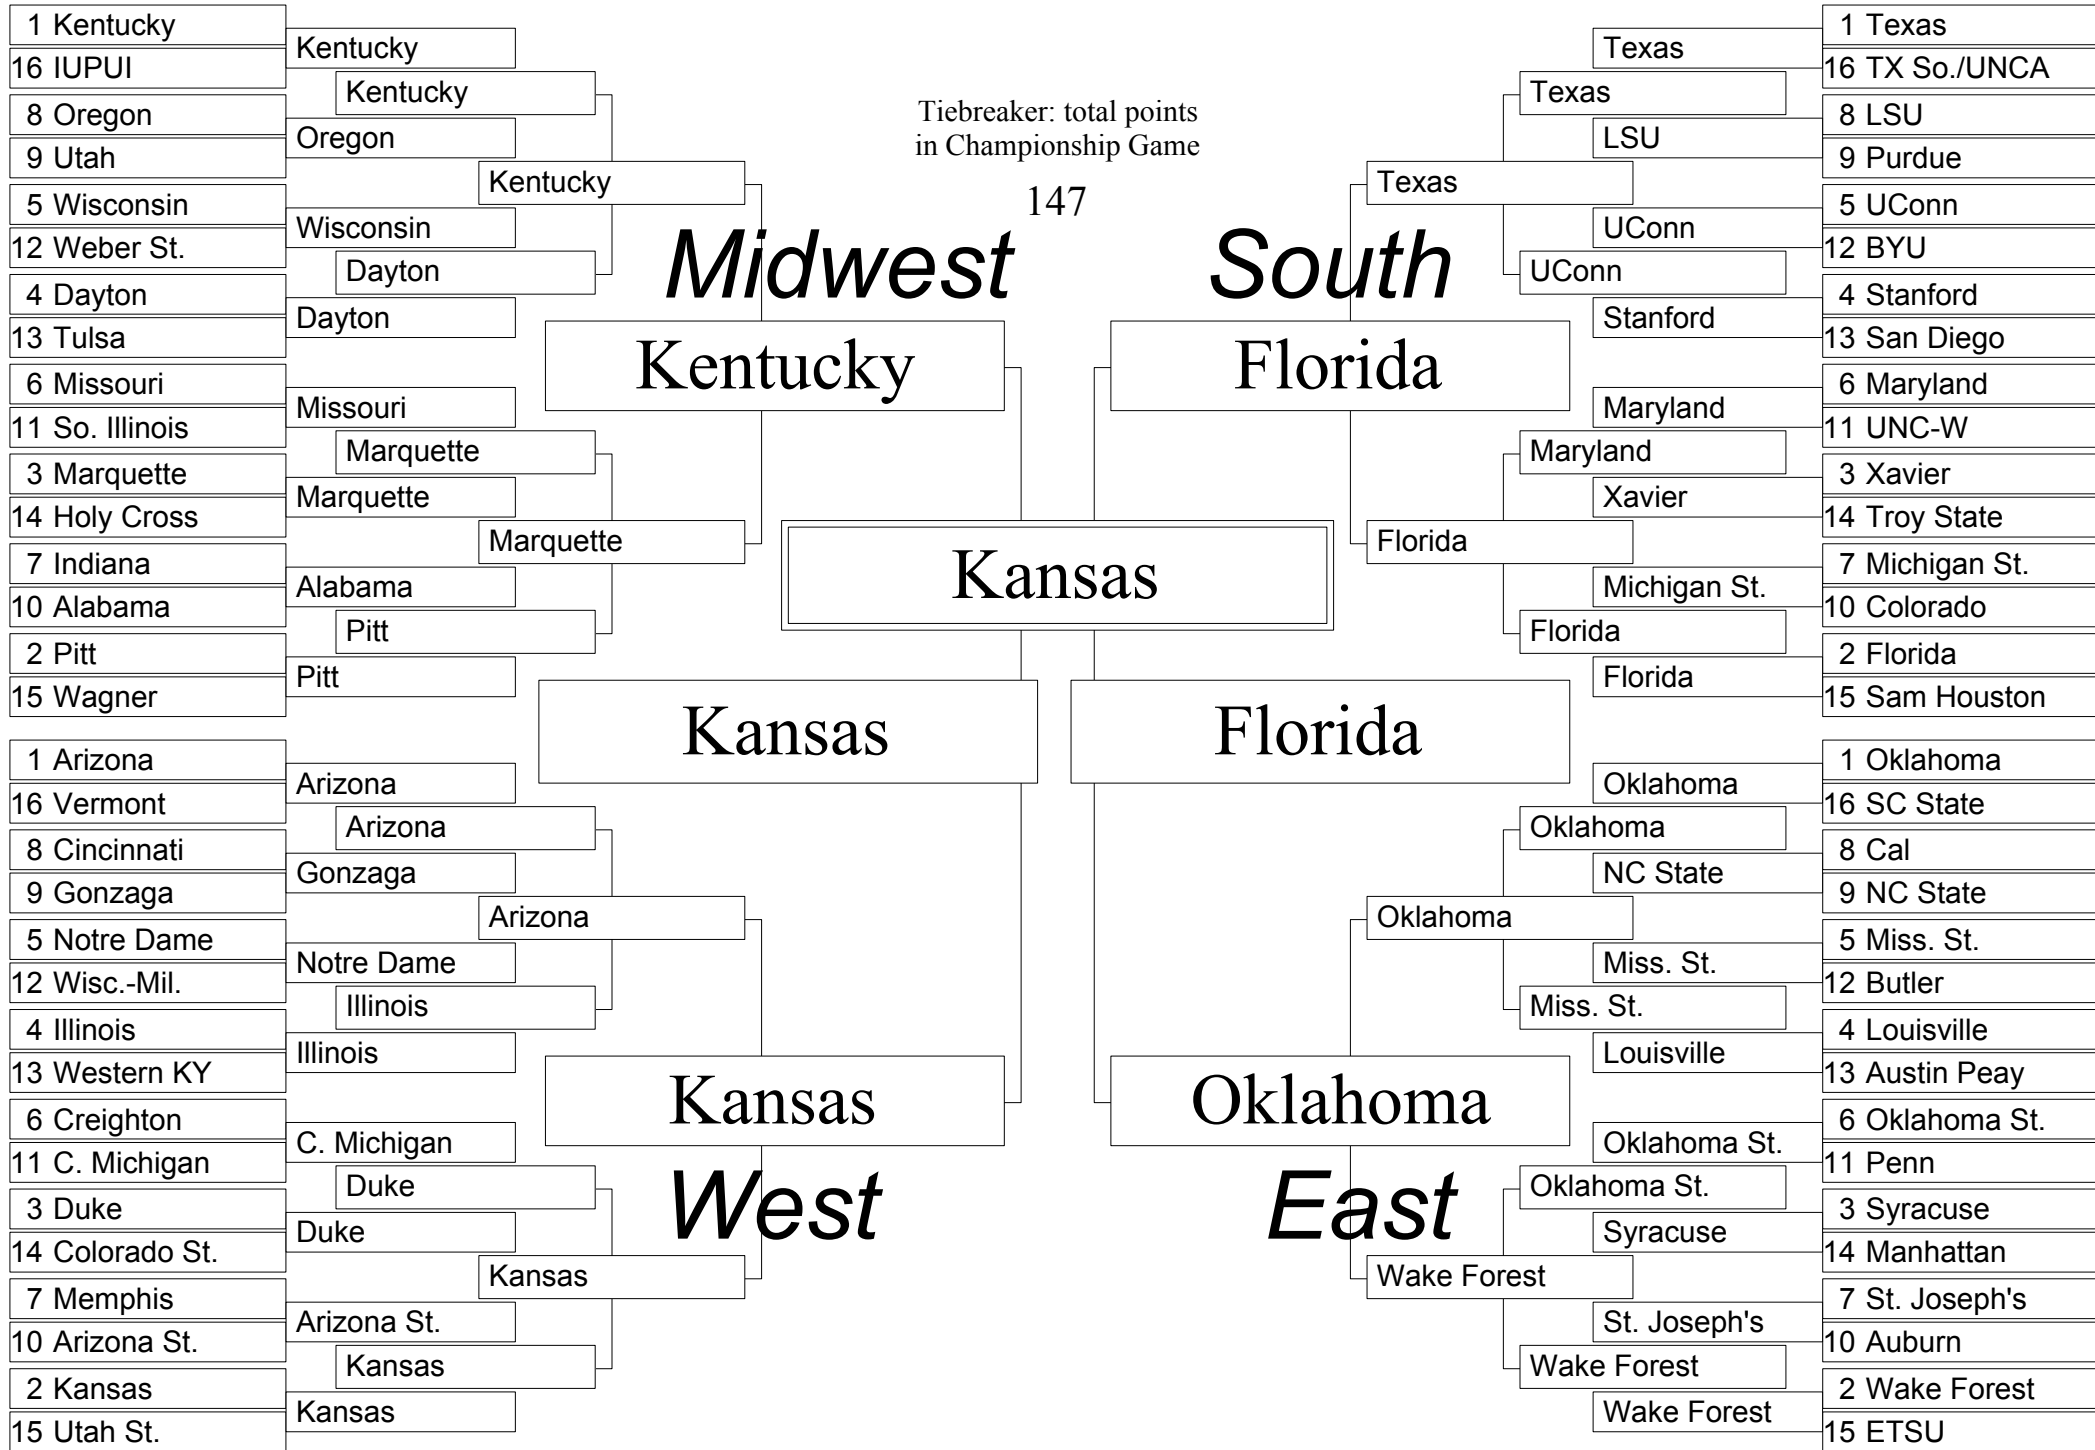 1 Kentucky
16 IUPUI
8 Oregon
9 Utah
5 Wisconsin
12 Weber St.
4 Dayton
13 Tulsa
6 Missouri
11 So. Illinois
3 Marquette
14 Holy Cross
7 Indiana
10 Alabama
2 Pitt
15 Wagner
Kentucky
Oregon
Wisconsin
Dayton
Missouri
Marquette
Alabama
Pitt
Kentucky
Dayton
Marquette
Pitt
Kentucky
Marquette
Midwest
Kentucky
1 Arizona
16 Vermont
8 Cincinnati
9 Gonzaga
5 Notre Dame
12 Wisc.-Mil.
4 Illinois
13 Western KY
6 Creighton
11 C. Michigan
3 Duke
14 Colorado St.
7 Memphis
10 Arizona St.
2 Kansas
15 Utah St.
Arizona
Gonzaga
Notre Dame
Illinois
C. Michigan
Duke
Arizona St.
Kansas
Arizona
Illinois
Duke
Kansas
Arizona
Kansas
Kansas
West
Tiebreaker: total points
in Championship Game
147
Kansas
Kansas
Florida
South
Florida
Texas
Florida
Texas
UConn
Maryland
Florida
Texas
LSU
UConn
Stanford
Maryland
Xavier
Michigan St.
Florida
1 Texas
16 TX So./UNCA
8 LSU
9 Purdue
5 UConn
12 BYU
4 Stanford
13 San Diego
6 Maryland
11 UNC-W
3 Xavier
14 Troy State
7 Michigan St.
10 Colorado
2 Florida
15 Sam Houston
Oklahoma
East
Oklahoma
Wake Forest
Oklahoma
Miss. St.
Oklahoma St.
Wake Forest
Oklahoma
NC State
Miss. St.
Louisville
Oklahoma St.
Syracuse
St. Joseph's
Wake Forest
1 Oklahoma
16 SC State
8 Cal
9 NC State
5 Miss. St.
12 Butler
4 Louisville
13 Austin Peay
6 Oklahoma St.
11 Penn
3 Syracuse
14 Manhattan
7 St. Joseph's
10 Auburn
2 Wake Forest
15 ETSU